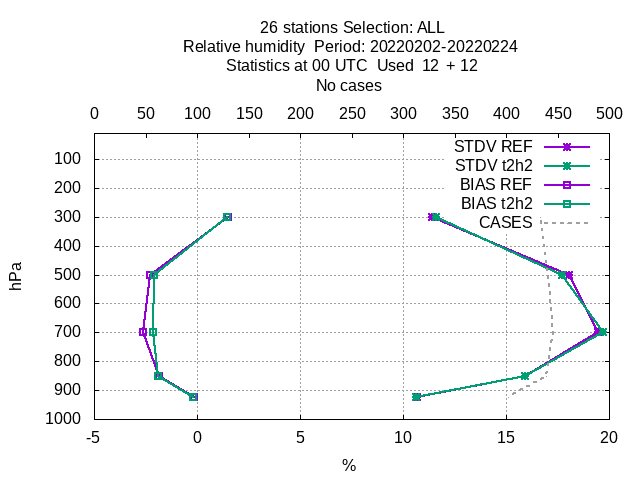 26 stations Selection: ALL
Relative humidity  Period: 20220202-20220224
Statistics at 00 UTC  Used  12  + 12
No cases
0 50 100 150 200 250 300 350 400 450 500
STDV REF
STDV t2h2
BIAS REF
BIAS t2h2
CASES
100
200
300
400
500
600
700
800
900
1000
hPa
-5 0 5 10 15 20
%